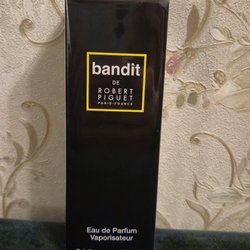 bandit
DE
ROBERT
PIGUET
PARIS-FRANCE
Eau de Parfum
Vaporisateur